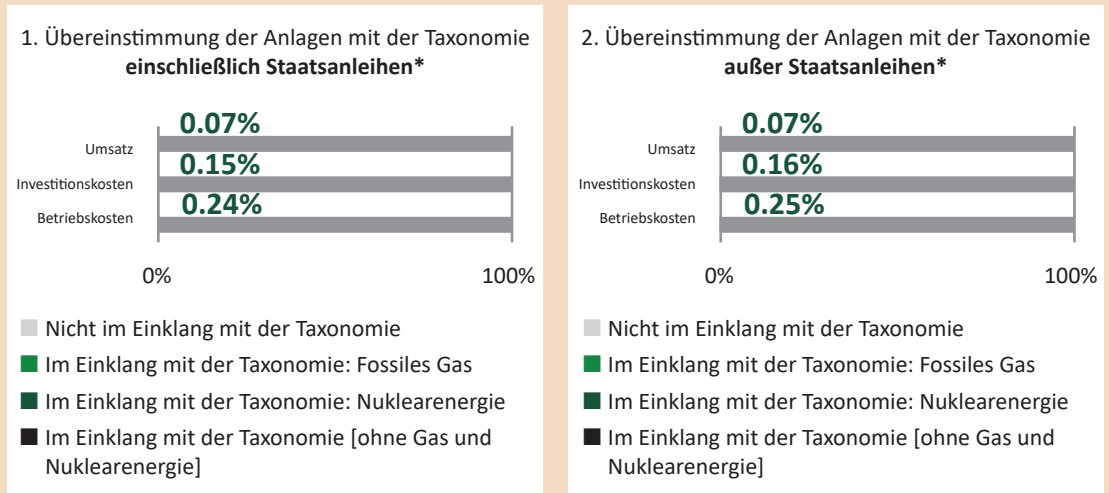 1. Übereinstimmung der Anlagen mit der Taxonomie
einschließlich Staatsanleihen*
0.07%
Umsatz
0.15%
Investitionskosten
0.24%
Betriebskosten
0% 100%
Nicht im Einklang mit der Taxonomie
Im Einklang mit der Taxonomie: Fossiles Gas
Im Einklang mit der Taxonomie: Nuklearenergie
Im Einklang mit der Taxonomie [ohne Gas und
Nuklearenergie]
2. Übereinstimmung der Anlagen mit der Taxonomie
außer Staatsanleihen*
0.07%
Umsatz
0.16%
Investitionskosten
0.25%
Betriebskosten
0% 100%
Nicht im Einklang mit der Taxonomie
Im Einklang mit der Taxonomie: Fossiles Gas
Im Einklang mit der Taxonomie: Nuklearenergie
Im Einklang mit der Taxonomie [ohne Gas und
Nuklearenergie]